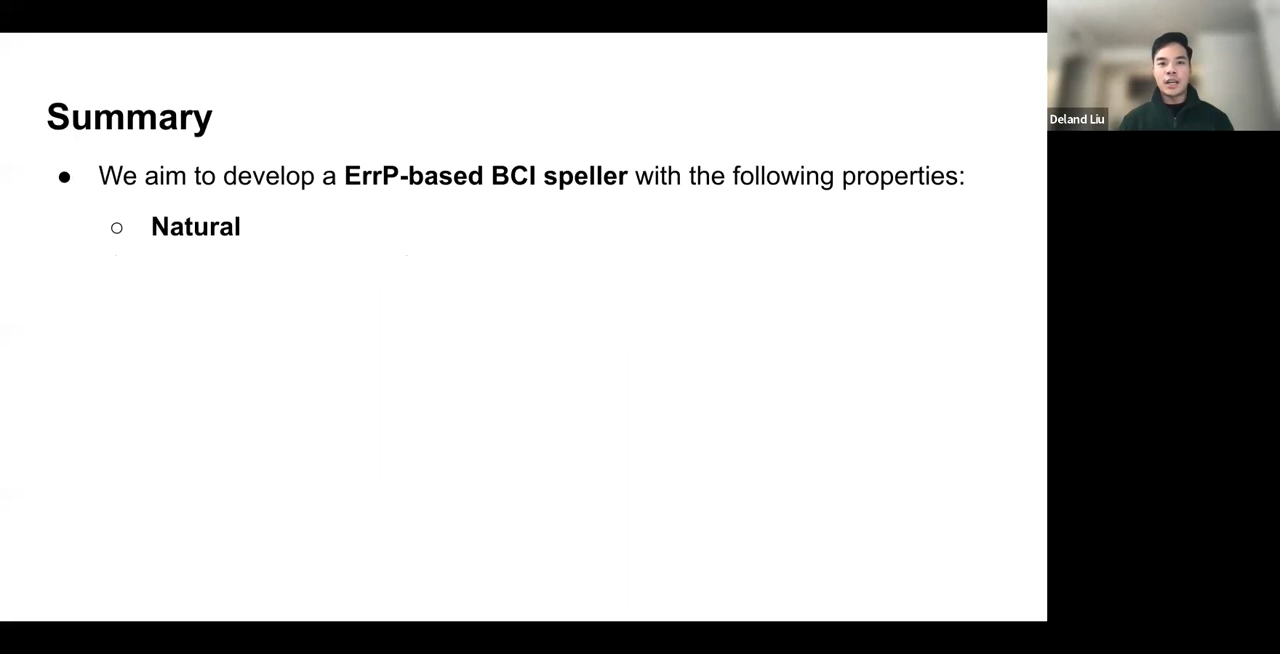 Summary
● We aim to develop a ErrP-based BCI speller with the following properties:
○ Natural
Deland Liu